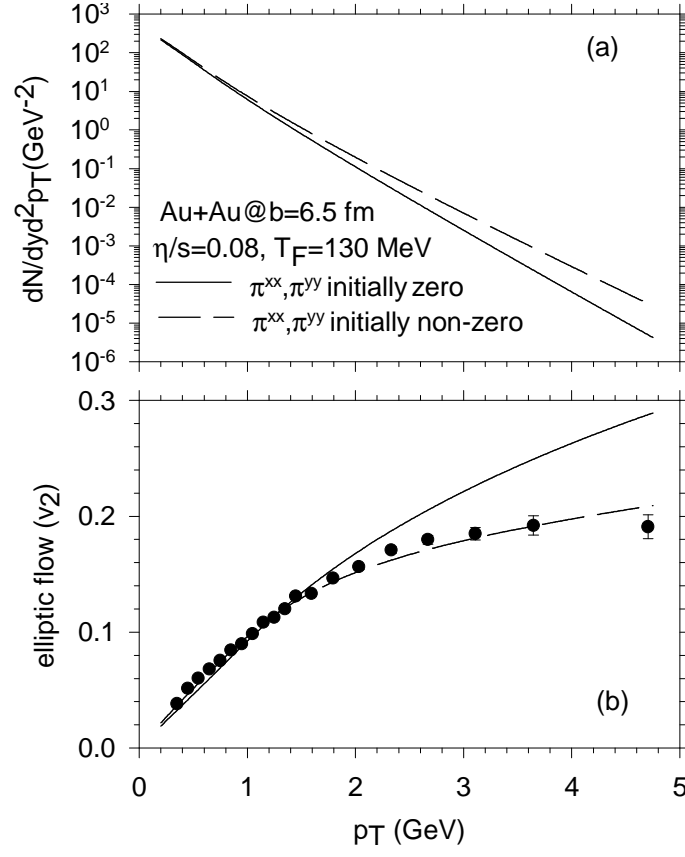 10³
10²
10¹
10⁰
10⁻¹
10⁻²
10⁻³
10⁻⁴
10⁻⁵
10⁻⁶
dN/dyd²pT(GeV⁻²)
(a)
Au+Au@b=6.5 fm
η/s=0.08, TF=130 MeV
πˣˣ,πʸʸ initially zero
πˣˣ,πʸʸ initially non-zero
0.3
0.2
0.1
0.0
elliptic flow (v2)
(b)
0 1 2 3 4 5
pT (GeV)